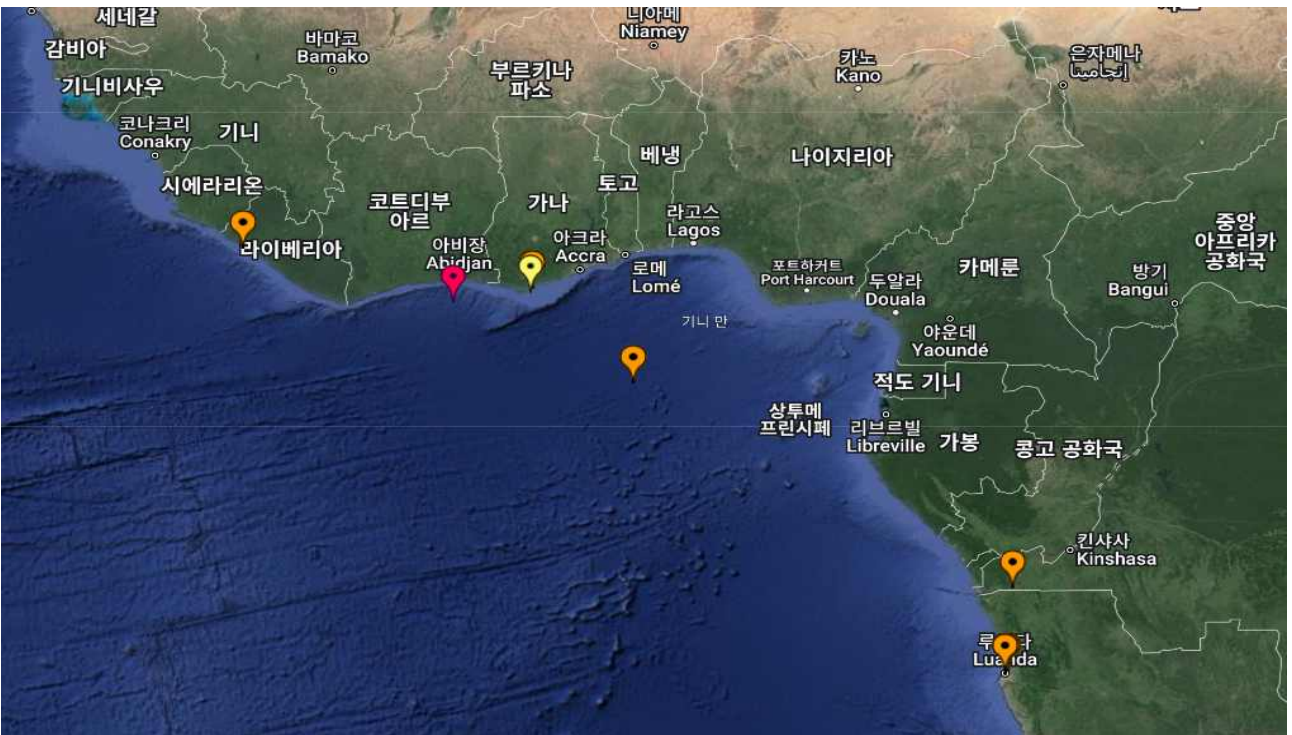 세네갈
감비아
기니비사우
바마코
Bamako
니아메
Niamey
부르키나
파소
카노
Kano
은자메나
إنجامينا
코나크리
Conakry
기니
시에라리온
라이베리아
코트디부
아르
가나
토고
베냉
나이지리아
아비장
Abidjan
아크라
Accra
로메
Lomé
라고스
Lagos
포트하커트
Port Harcourt
두알라
Douala
카메룬
중앙
아프리카
공화국
방기
Bangui
기니 만
야운데
Yaoundé
적도 기니
상투메
프린시페
리브르빌
Libreville
가봉
콩고 공화국
킨샤사
Kinshasa
Luanda